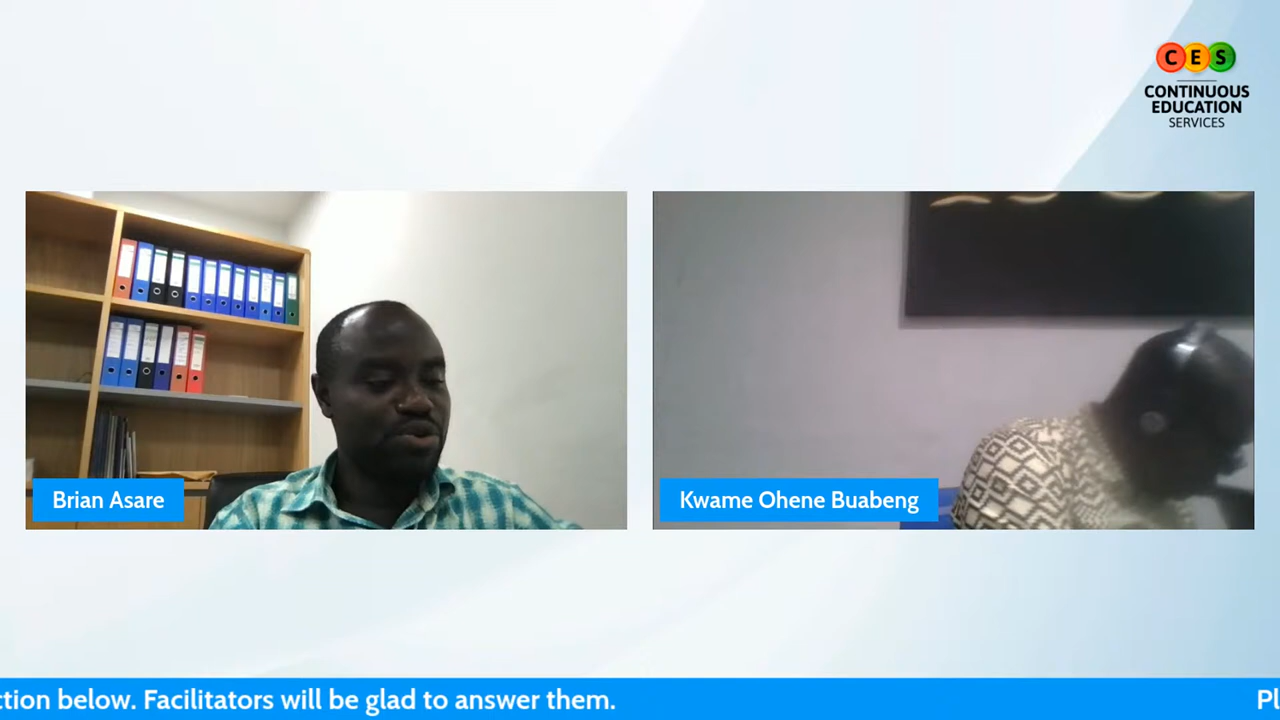 C E S
CONTINUOUS
EDUCATION
SERVICES
Brian Asare
Kwame Ohene Buabeng
ction below. Facilitators will be glad to answer them.
Pl